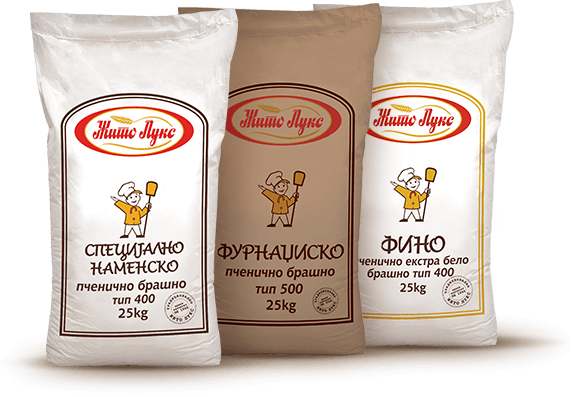 Жито Лукс
СПЕЦИЈАЛНО
НАМЕНСКО
пченично брашно
тип 400
25kg
Жито Лукс
ФУРНАЏИСКО
пченично брашно
тип 500
25kg
Жито Лукс
ФИНО
ченично екстра бело
брашно тип 400
25kg